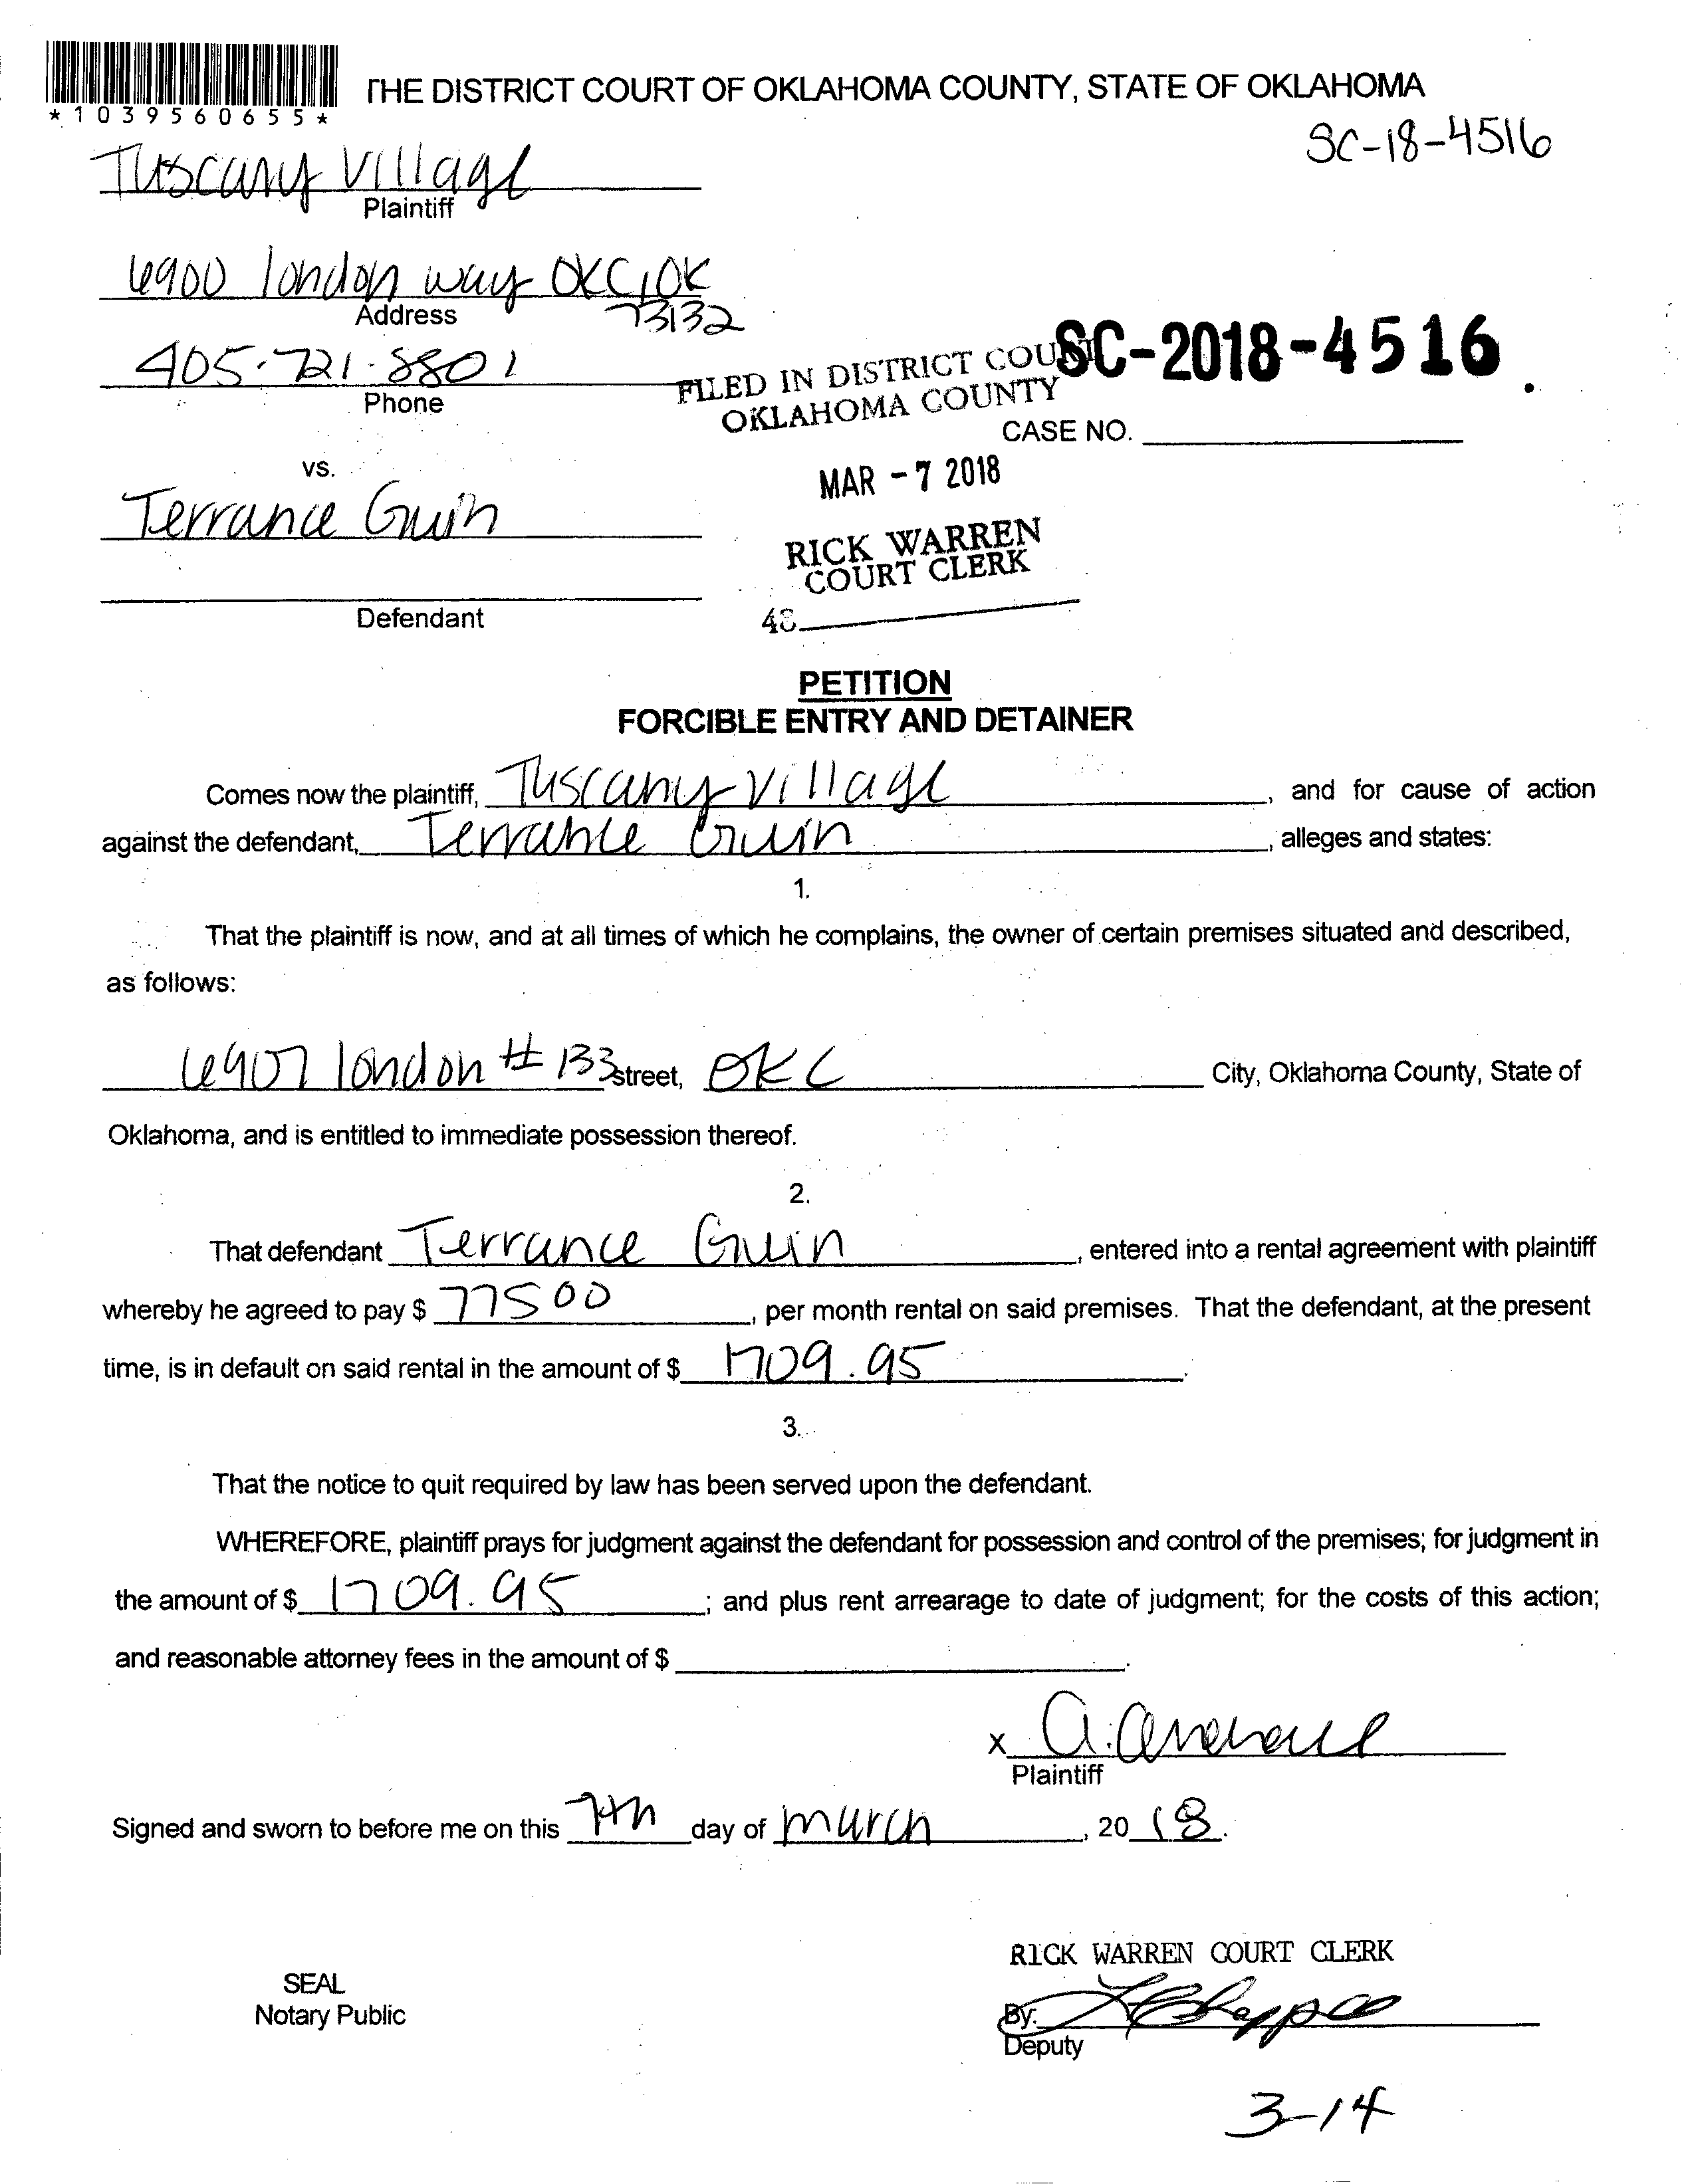 *1039560655*
THE DISTRICT COURT OF OKLAHOMA COUNTY, STATE OF OKLAHOMA
SC-18-4516
Tuscany Village
Plaintiff
6900 london way OKC, OK
73132
Address
405-721-8801
Phone
FILED IN DISTRICT COURT
OKLAHOMA COUNTY
SC-2018-4516
CASE NO.
vs.
MAR - 7 2018
Terrance Guin
RICK WARREN
COURT CLERK
Defendant
48
PETITION
FORCIBLE ENTRY AND DETAINER
Comes now the plaintiff, Tuscany Village, and for cause of action
against the defendant, Terrance Guin, alleges and states:
1.
That the plaintiff is now, and at all times of which he complains, the owner of certain premises situated and described,
as follows:
6907 london # 133 street, OKC City, Oklahoma County, State of
Oklahoma, and is entitled to immediate possession thereof.
2.
That defendant Terrance Guin, entered into a rental agreement with plaintiff
whereby he agreed to pay $ 775 00, per month rental on said premises. That the defendant, at the present
time, is in default on said rental in the amount of $ 1709.95.
3.
That the notice to quit required by law has been served upon the defendant.
WHEREFORE, plaintiff prays for judgment against the defendant for possession and control of the premises; for judgment in
the amount of $ 1709.95; and plus rent arrearage to date of judgment; for the costs of this action;
and reasonable attorney fees in the amount of $
x
Plaintiff
Signed and sworn to before me on this 7th day of march, 20 18.
RICK WARREN COURT CLERK
SEAL
Notary Public
By:
Deputy
3-14